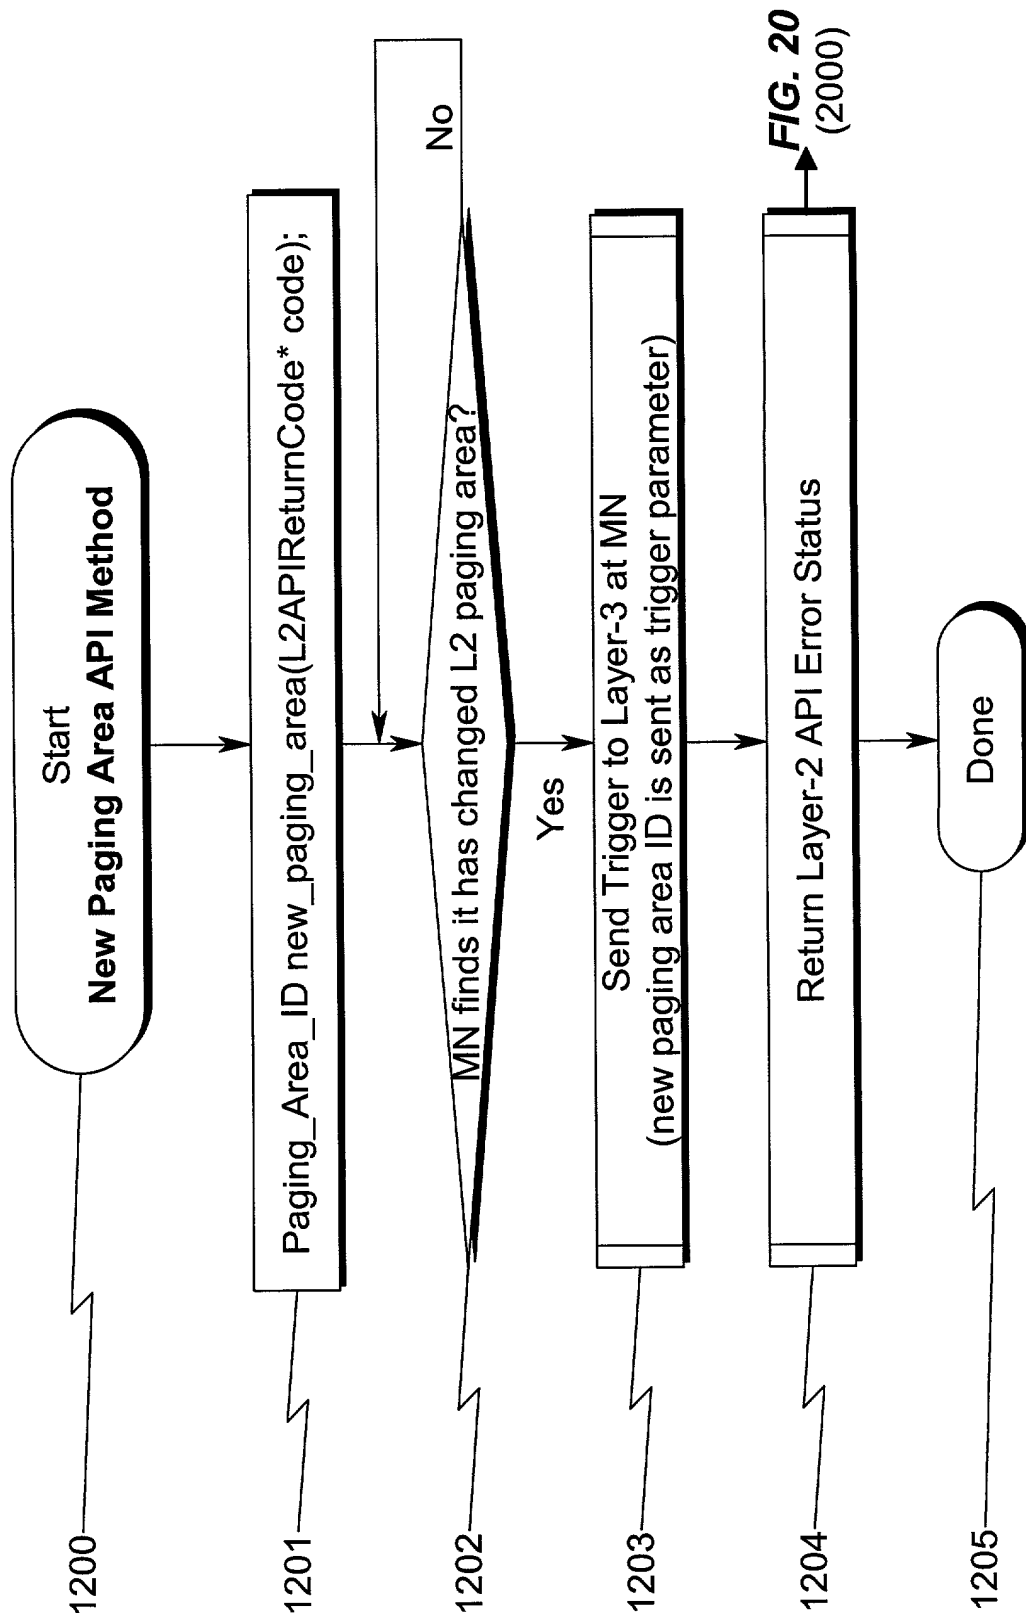 Start
New Paging Area API Method
1200
Paging_Area_ID new_paging_area(L2APIReturnCode* code);
1201
No
MN finds it has changed L2 paging area?
1202
Yes
Send Trigger to Layer-3 at MN
(new paging area ID is sent as trigger parameter)
1203
Return Layer-2 API Error Status
1204
FIG. 20
(2000)
Done
1205